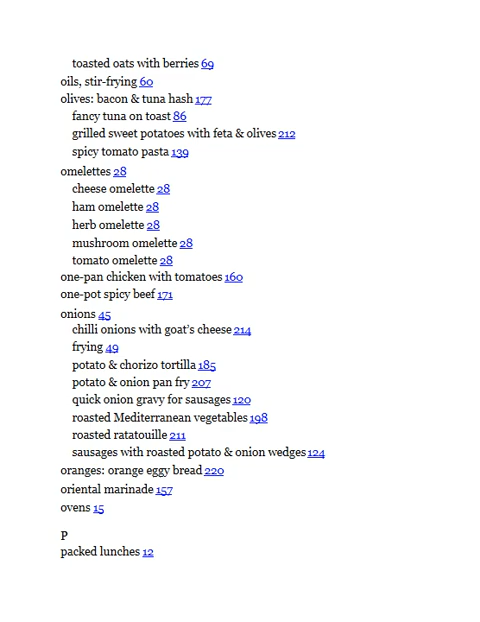 toasted oats with berries 69
oils, stir-frying 60
olives: bacon & tuna hash 177
fancy tuna on toast 86
grilled sweet potatoes with feta & olives 212
spicy tomato pasta 139
omelettes 28
cheese omelette 28
ham omelette 28
herb omelette 28
mushroom omelette 28
tomato omelette 28
one-pan chicken with tomatoes 160
one-pot spicy beef 171
onions 45
chilli onions with goat's cheese 214
frying 49
potato & chorizo tortilla 185
potato & onion pan fry 207
quick onion gravy for sausages 120
roasted Mediterranean vegetables 198
roasted ratatouille 211
sausages with roasted potato & onion wedges 124
oranges: orange eggy bread 220
oriental marinade 157
ovens 15
P
packed lunches 12